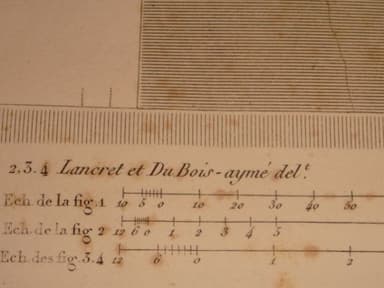 2,3.4 Lancret et Du Bois-aymé del.t
Ech. de la fig. 1 10 5 0 10 20 30 40 50
Ech. de la fig 2 12 6 0 1 2 3 4 5
Ech. des fig. 3.4 12 6 0 1 2